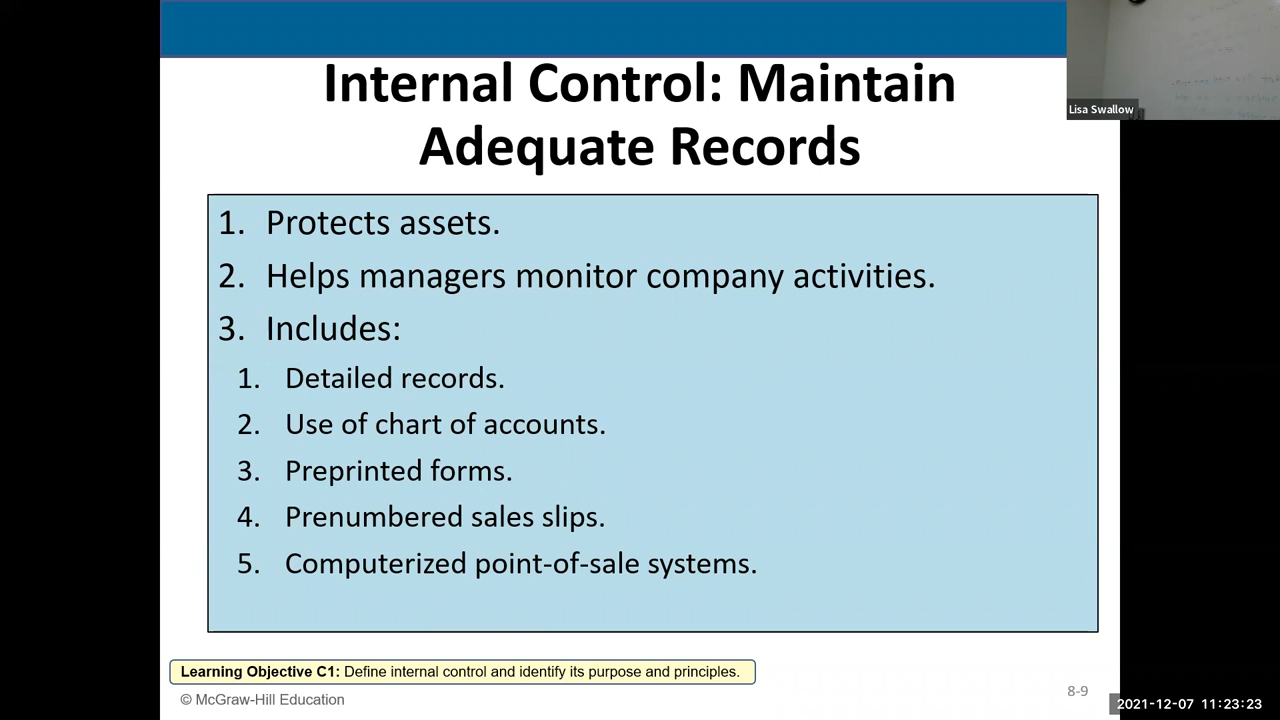 Internal Control: Maintain
Adequate Records
Lisa Swallow
1. Protects assets.
2. Helps managers monitor company activities.
3. Includes:
1. Detailed records.
2. Use of chart of accounts.
3. Preprinted forms.
4. Prenumbered sales slips.
5. Computerized point-of-sale systems.
Learning Objective C1: Define internal control and identify its purpose and principles.
© McGraw-Hill Education
8-9
2021-12-07 11:23:23